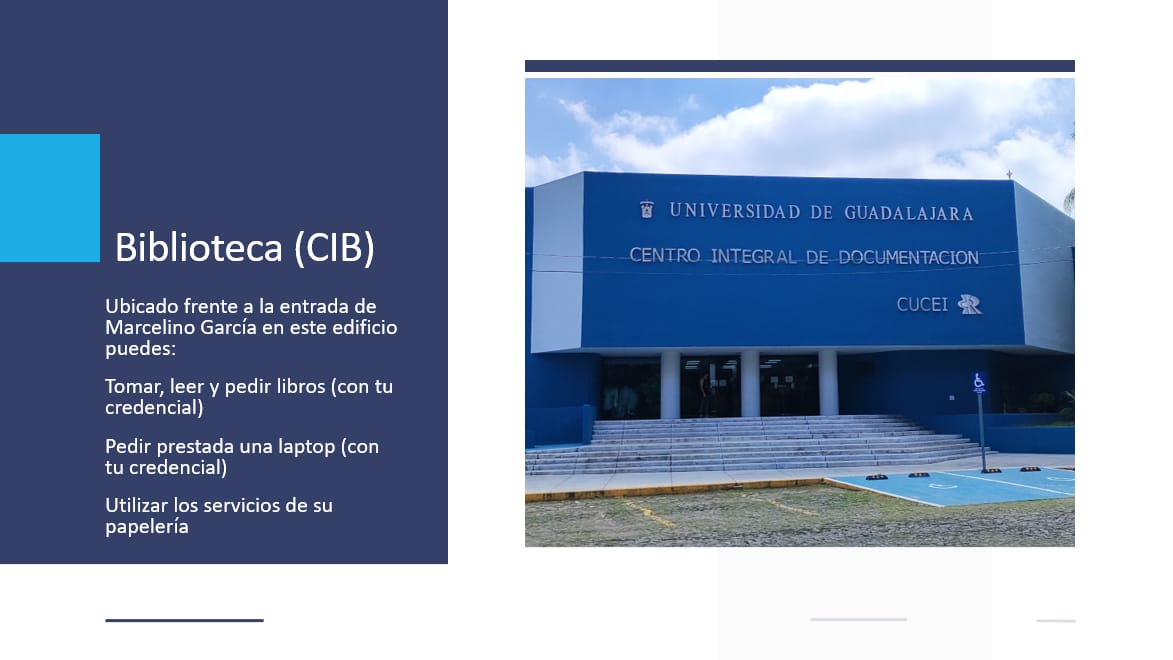 Biblioteca (CIB)
Ubicado frente a la entrada de
Marcelino García en este edificio
puedes:
Tomar, leer y pedir libros (con tu
credencial)
Pedir prestada una laptop (con
tu credencial)
Utilizar los servicios de su
papelería
UNIVERSIDAD DE GUADALAJARA
CENTRO INTEGRAL DE DOCUMENTACION
CUCEI